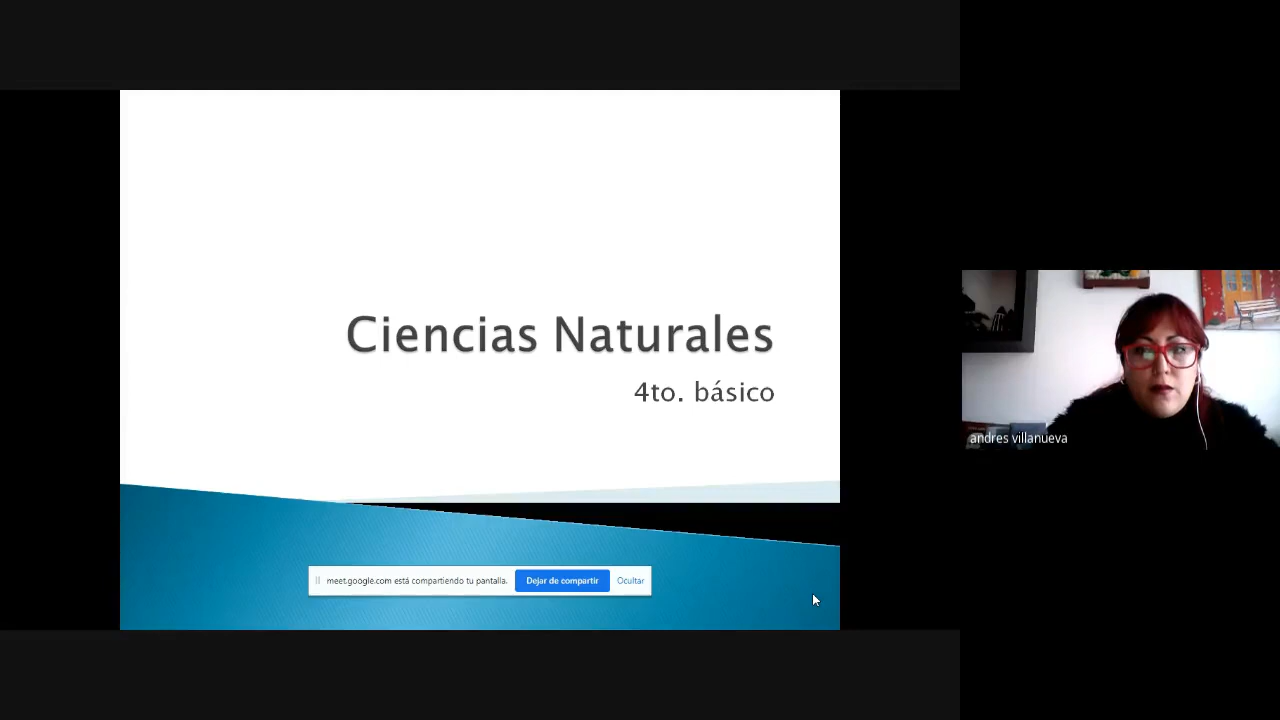 Ciencias Naturales
4to. básico
meet.google.com está compartiendo tu pantalla. Dejar de compartir Ocultar
andres villanueva